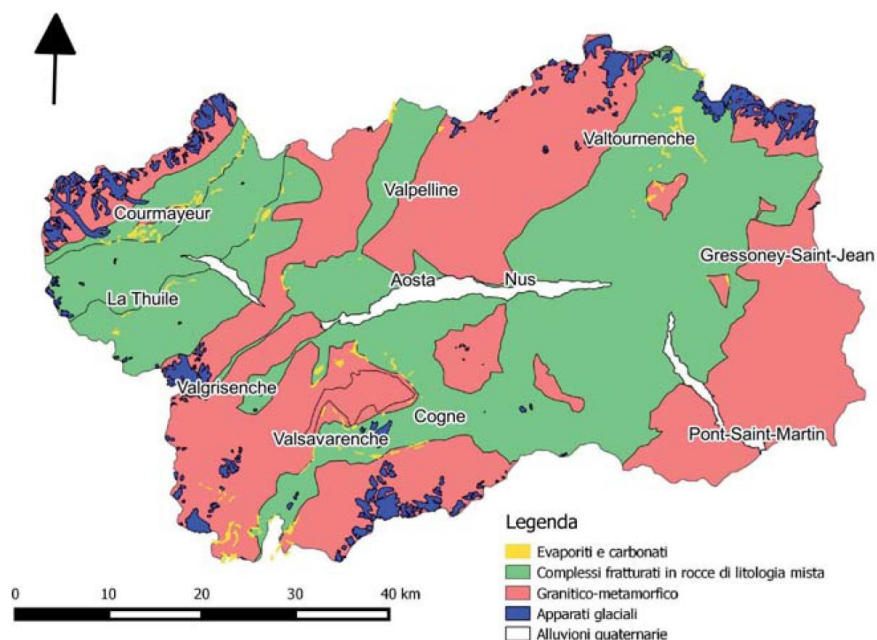 Valtournenche
Valpelline
Courmayeur
Gressoney-Saint-Jean
Aosta
Nus
La Thuile
Valgrisenche
Cogne
Valsavarenche
Pont-Saint-Martin
Legenda
Evaporiti e carbonati
Complessi fratturati in rocce di litologia mista
Granitico-metamorfico
Apparati glaciali
Alluvioni quaternarie
0 10 20 30 40 km